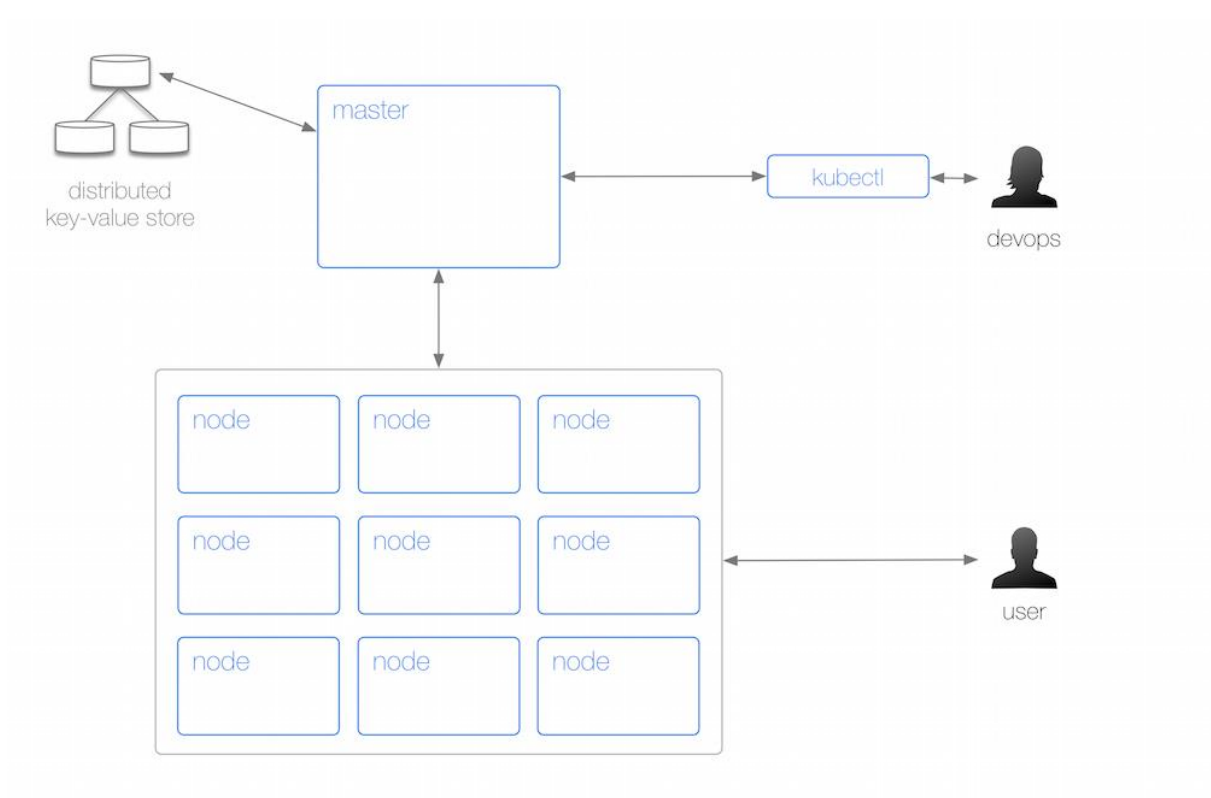 master
distributed
key-value store
kubectl
devops
node node node
node node node
user
node node node